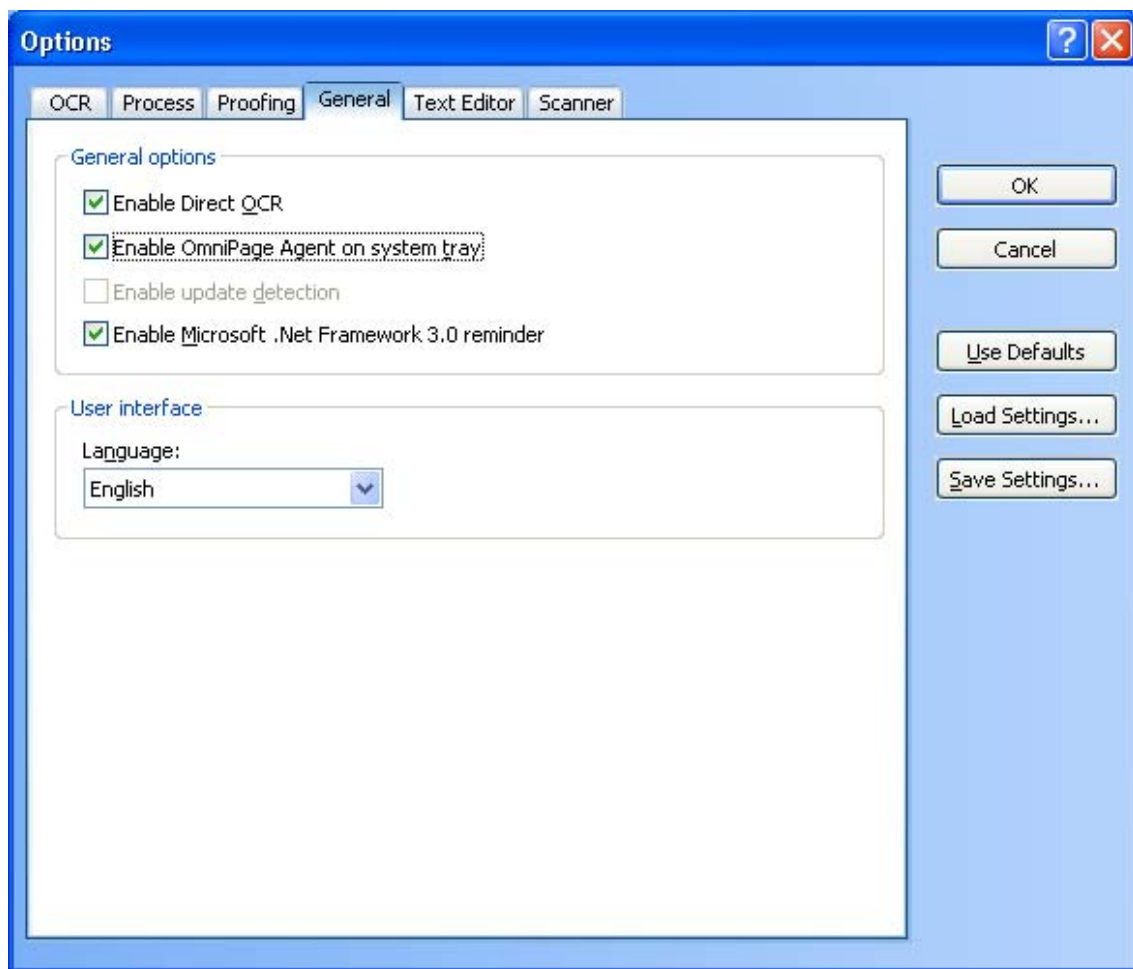 Options
OCR Process Proofing General Text Editor Scanner
General options
Enable Direct OCR
Enable OmniPage Agent on system tray
Enable update detection
Enable Microsoft .Net Framework 3.0 reminder
User interface
Language:
English
OK
Cancel
Use Defaults
Load Settings...
Save Settings...